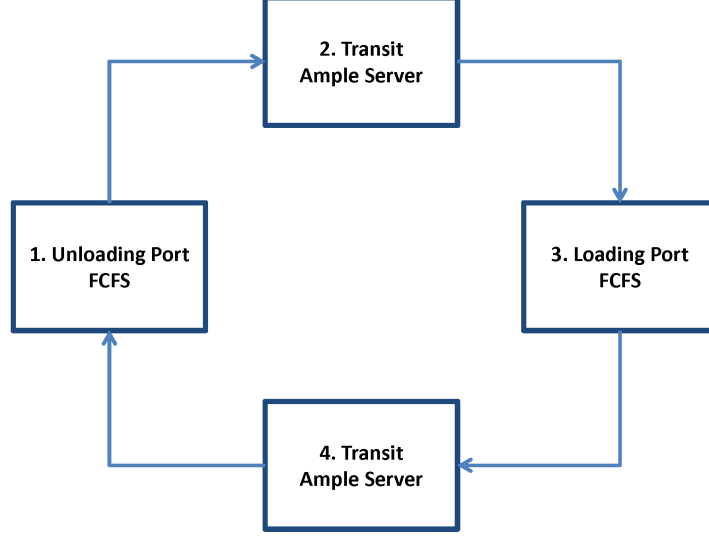 2. Transit
Ample Server
1. Unloading Port
FCFS
3. Loading Port
FCFS
4. Transit
Ample Server